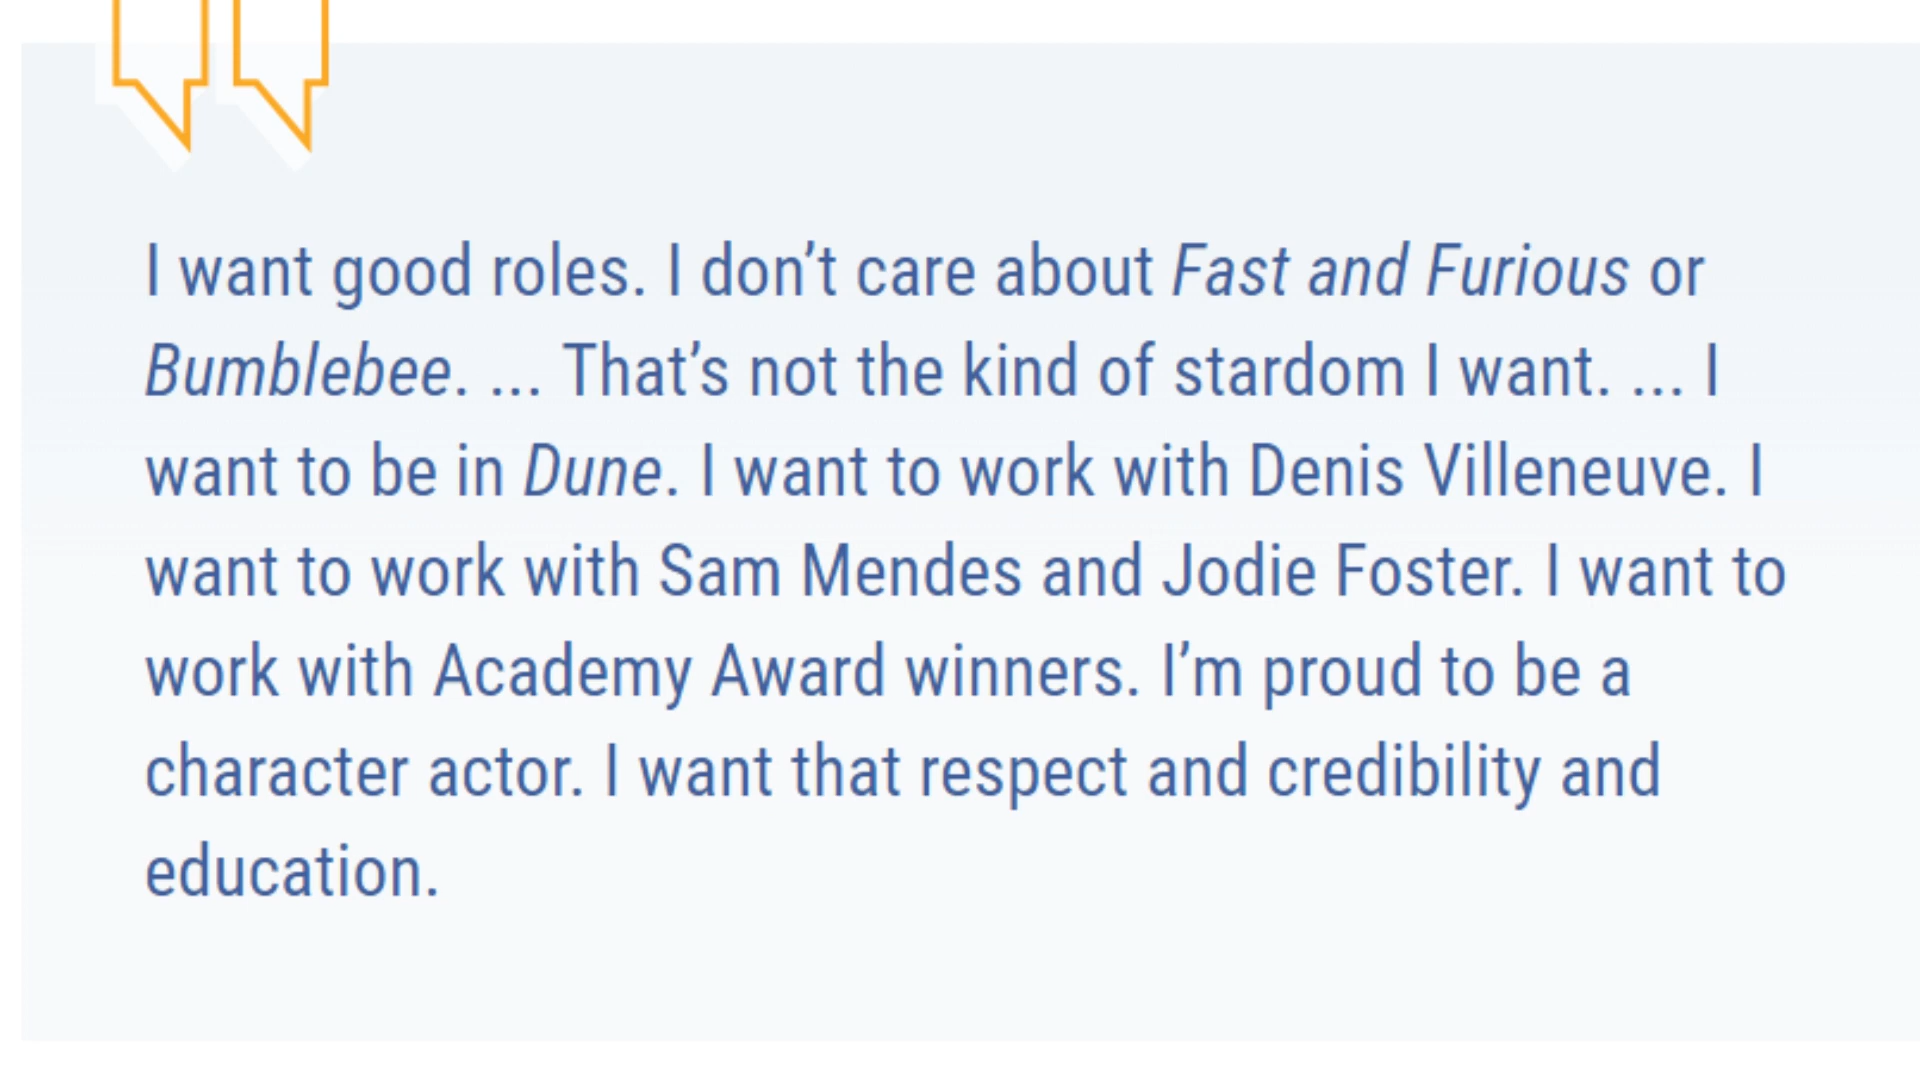 I want good roles. I don’t care about Fast and Furious or
Bumblebee. ... That’s not the kind of stardom I want. ... I
want to be in Dune. I want to work with Denis Villeneuve. I
want to work with Sam Mendes and Jodie Foster. I want to
work with Academy Award winners. I’m proud to be a
character actor. I want that respect and credibility and
education.